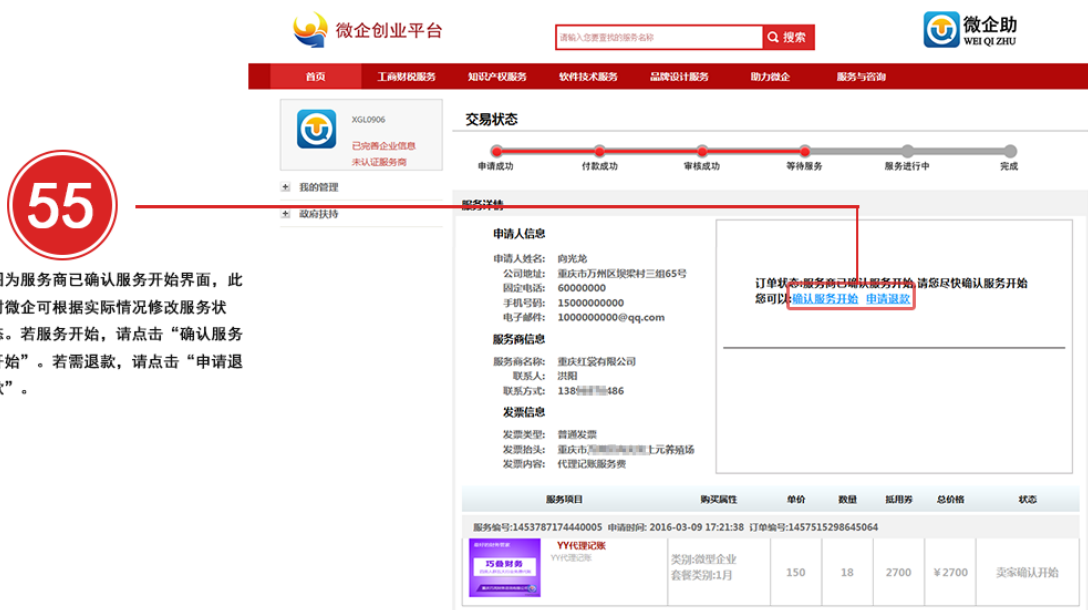 微企创业平台
请输入您要查找的服务名称
搜索
微企助
WEI QI ZHU
首页 工商财税服务 知识产权服务 软件技术服务 品牌设计服务 助力微企 服务与咨询
XGL0906
已完善企业信息
未认证服务商
我的管理
政府扶持
交易状态
申请成功 付款成功 审核成功 等待服务 服务进行中 完成
55
图为服务商已确认服务开始界面，此
时微企可根据实际情况修改服务状
态。若服务开始，请点击“确认服务
开始”。若需退款，请点击“申请退
款”。
服务详情
申请人信息
申请人姓名: 向光龙
公司地址: 重庆市万州区
村三组65号
固定电话: 60000000
手机号码: 15000000000
电子邮件: 1000000000@qq.com
服务商信息
服务商名称: 重庆红裳有限公司
联系人: 洪阳
联系方式: 138
486
发票信息
发票类型: 普通发票
发票抬头: 重庆市
土元养殖场
发票内容: 代理记账服务费
订单状态:服务商已确认服务开始,请您尽快确认服务开始
您可以:确认服务开始 申请退款
服务项目 购买属性 单价 数量 抵用券 总价格 状态
服务编号:1453787174440005 申请时间: 2016-03-09 17:21:38 订单编号:1457515298645064
巧叠财务
YY代理记账
YY代理记账
类别:微型企业
套餐类别:1月
150 18 2700 ¥2700 卖家确认开始